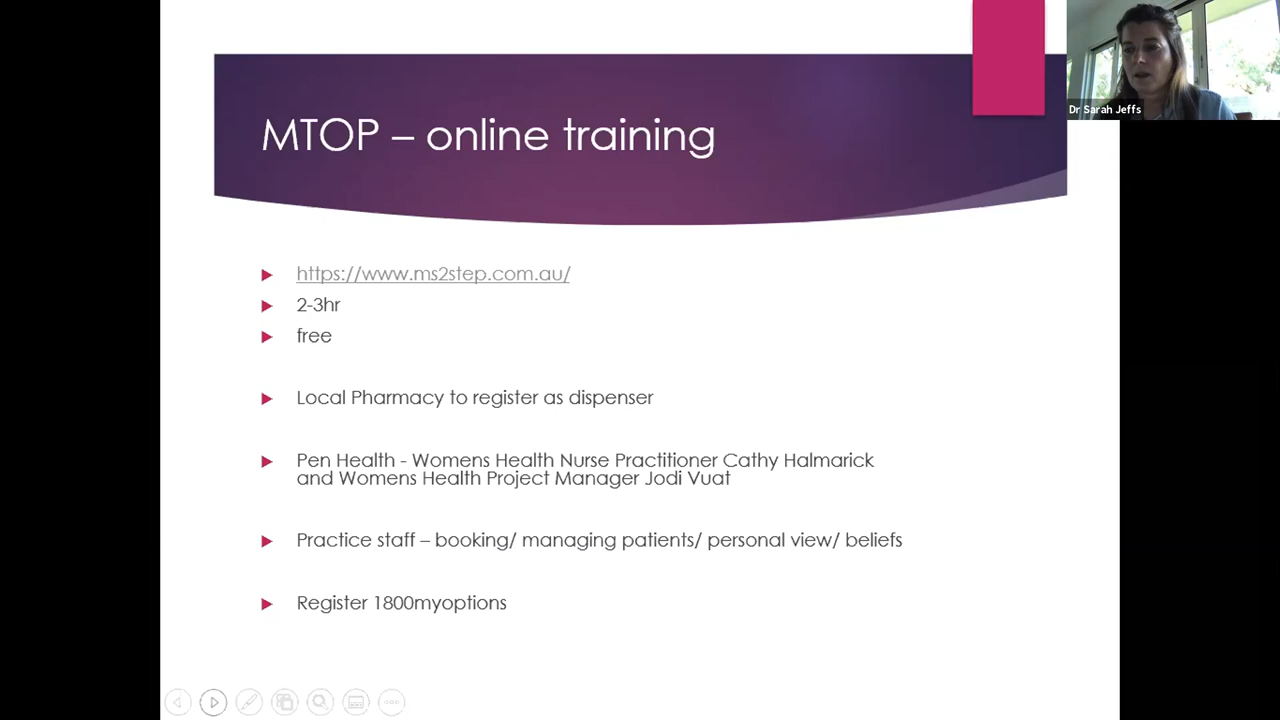 MTOP – online training
Dr Sarah Jeffs
https://www.ms2step.com.au/
2-3hr
free
Local Pharmacy to register as dispenser
Pen Health - Womens Health Nurse Practitioner Cathy Halmarick
and Womens Health Project Manager Jodi Vuat
Practice staff – booking/ managing patients/ personal view/ beliefs
Register 1800myoptions